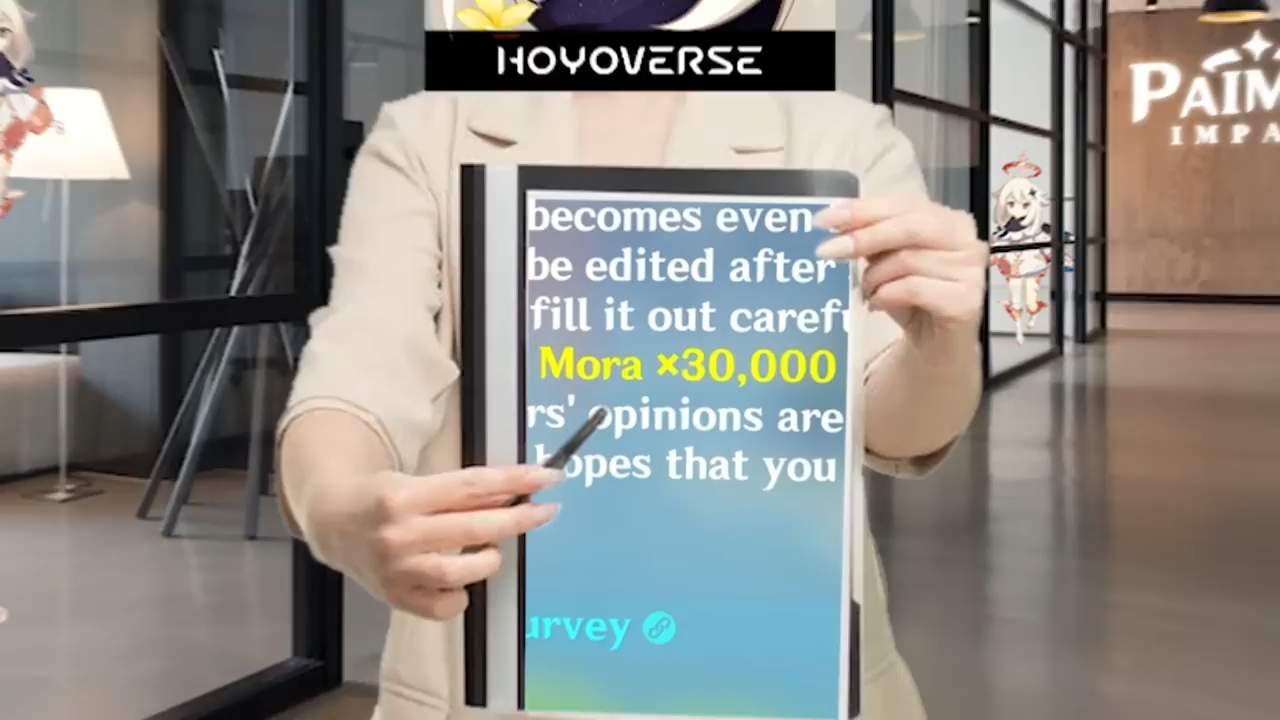 HOYOVERSE
PAIM
IMPA
becomes even
be edited after
fill it out caref
Mora ×30,000
rs' opinions are
hopes that you
urvey